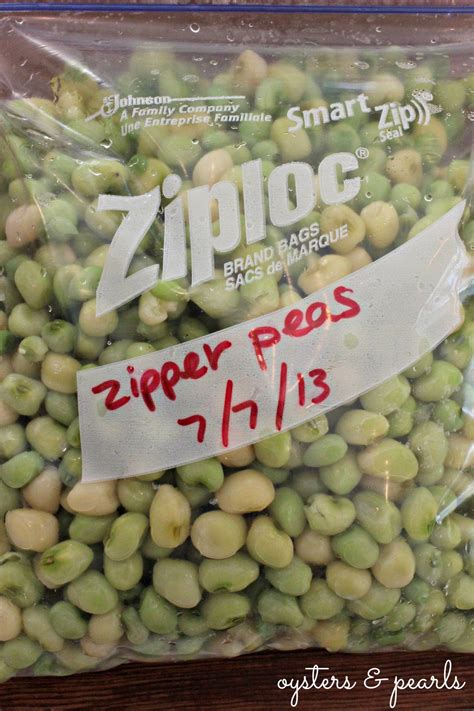 Johnson
A Family Company
Une Entreprise Familiale
Smart Zip
Seal
Ziploc®
BRAND BAGS
SACS de MARQUE
zipper peas
7/7/13
oysters & pearls